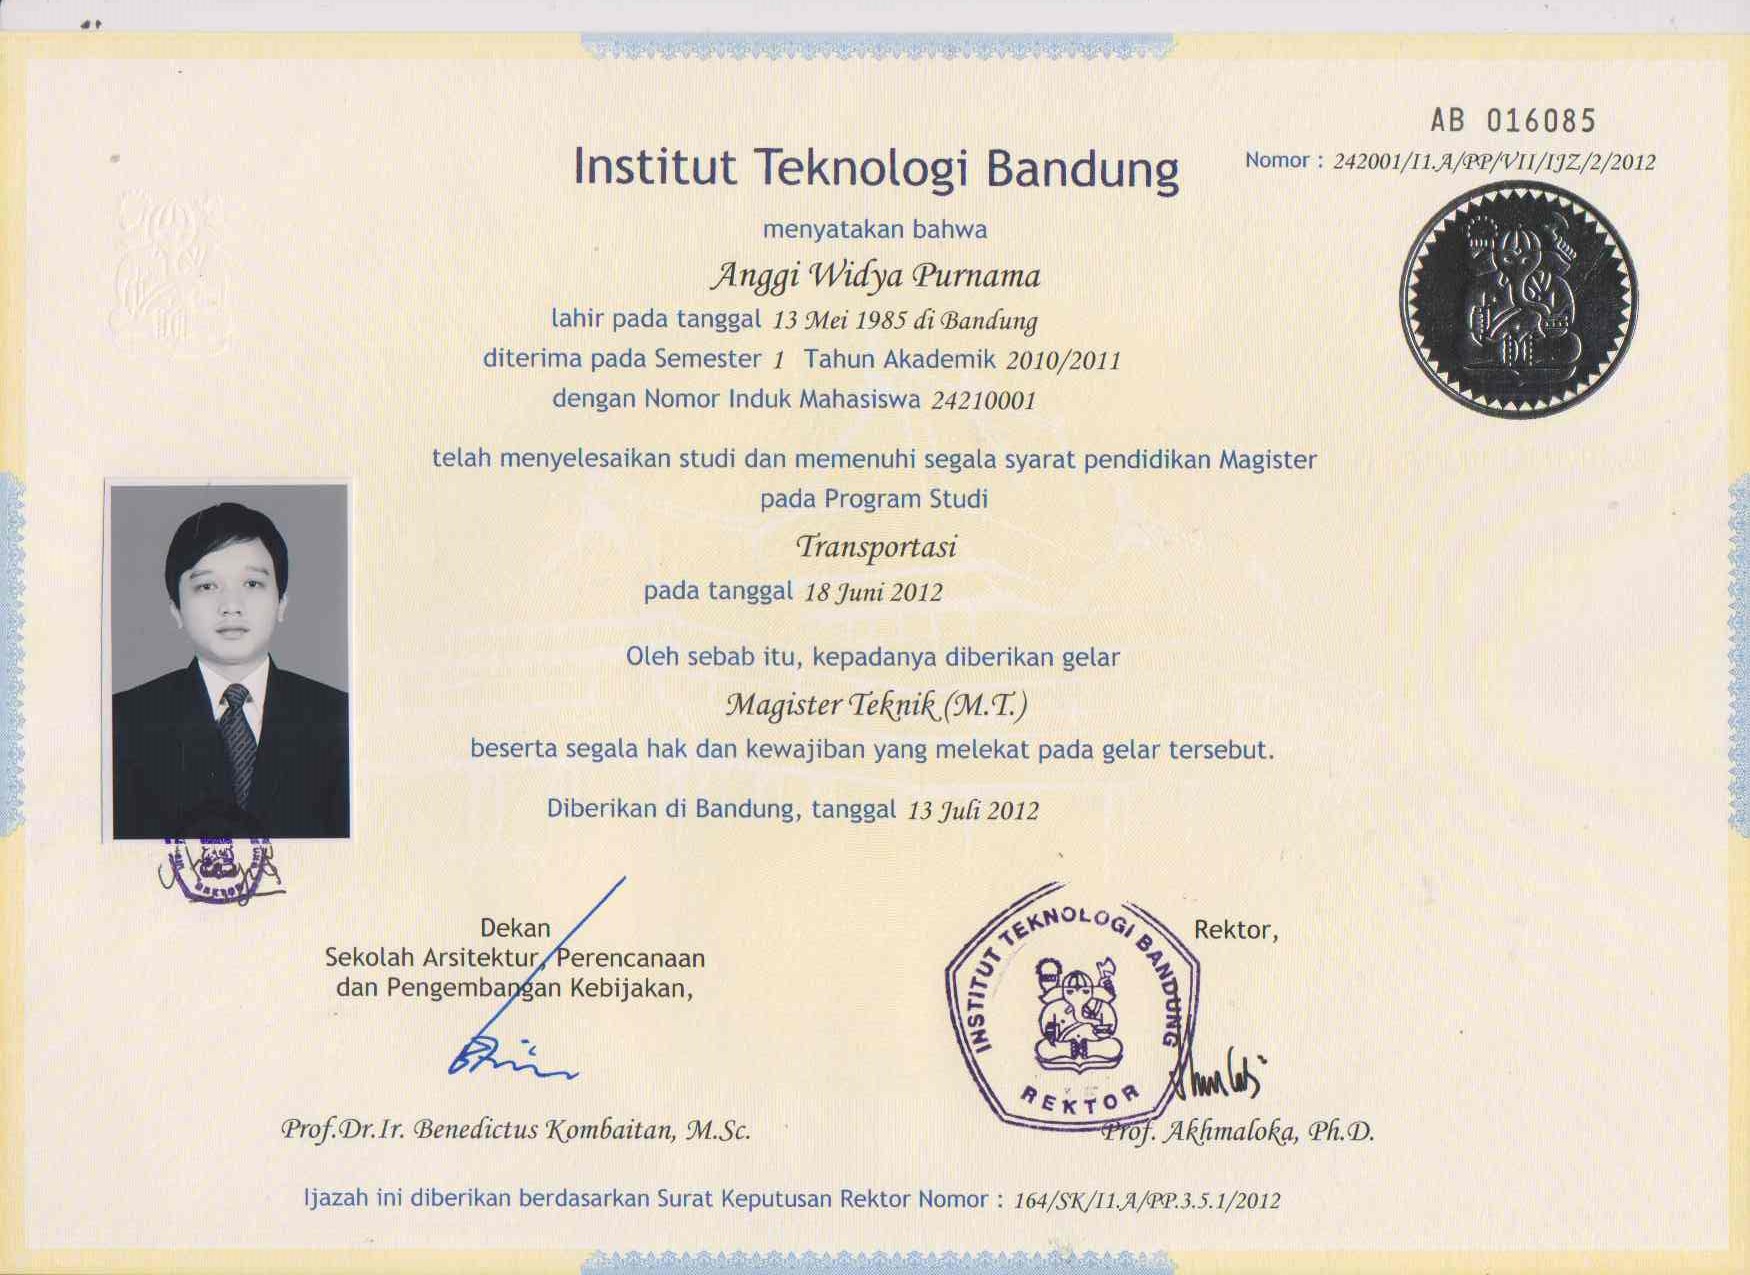 AB 016085
Nomor : 242001/I1.A/PP/VII/IJZ/2/2012
Institut Teknologi Bandung
menyatakan bahwa
Anggi Widya Purnama
lahir pada tanggal 13 Mei 1985 di Bandung
diterima pada Semester 1 Tahun Akademik 2010/2011
dengan Nomor Induk Mahasiswa 24210001
telah menyelesaikan studi dan memenuhi segala syarat pendidikan Magister
pada Program Studi
Transportasi
pada tanggal 18 Juni 2012
Oleh sebab itu, kepadanya diberikan gelar
Magister Teknik (M.T.)
beserta segala hak dan kewajiban yang melekat pada gelar tersebut.
Diberikan di Bandung, tanggal 13 Juli 2012
REKTOR
Dekan
Sekolah Arsitektur, Perencanaan
dan Pengembangan Kebijakan,
Prof.Dr.Ir. Benedictus Kombaitan, M.Sc.
INSTITUT TEKNOLOGI BANDUNG
REKTOR
Rektor,
Prof. Akhmaloka, Ph.D.
Ijazah ini diberikan berdasarkan Surat Keputusan Rektor Nomor : 164/SK/I1.A/PP.3.5.1/2012